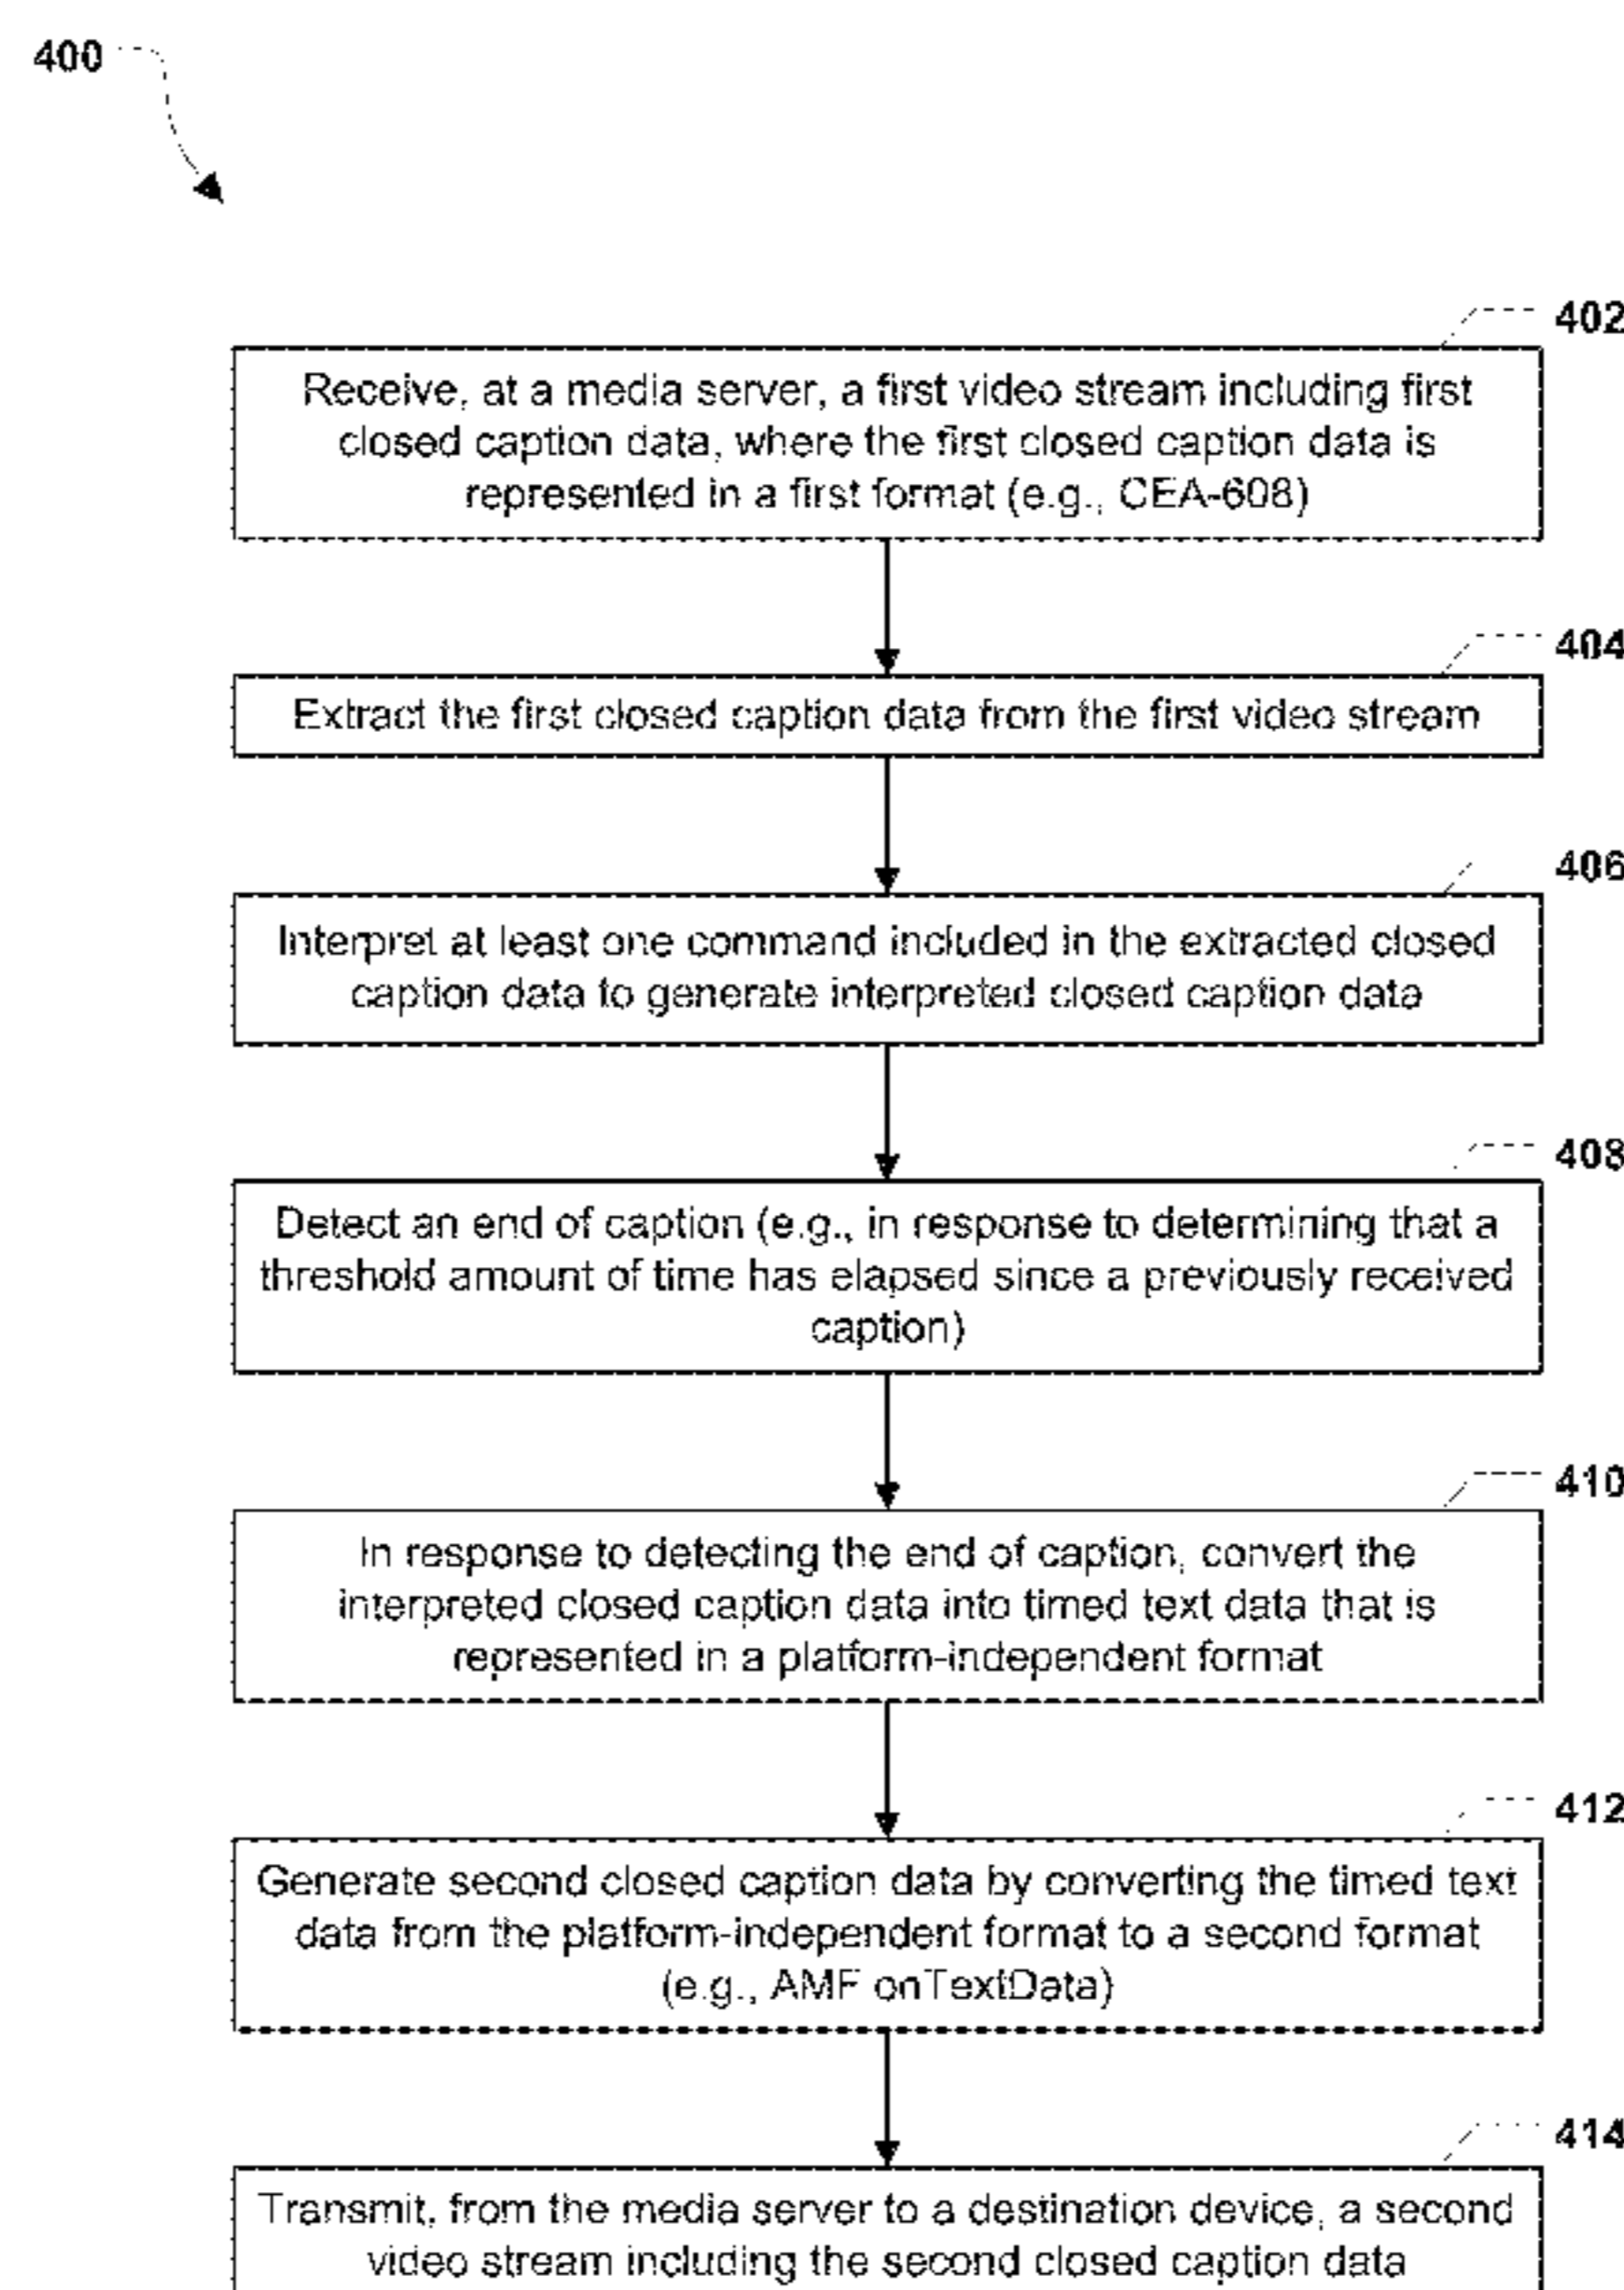 400
402
Receive, at a media server, a first video stream including first
closed caption data, where the first closed caption data is
represented in a first format (e.g., CEA-608)
404
Extract the first closed caption data from the first video stream
406
Interpret at least one command included in the extracted closed
caption data to generate interpreted closed caption data
408
Detect an end of caption (e.g., in response to determining that a
threshold amount of time has elapsed since a previously received
caption)
410
In response to detecting the end of caption, convert the
interpreted closed caption data into timed text data that is
represented in a platform-independent format
412
Generate second closed caption data by converting the timed text
data from the platform-independent format to a second format
(e.g., AMF onTextData)
414
Transmit, from the media server to a destination device, a second
video stream including the second closed caption data